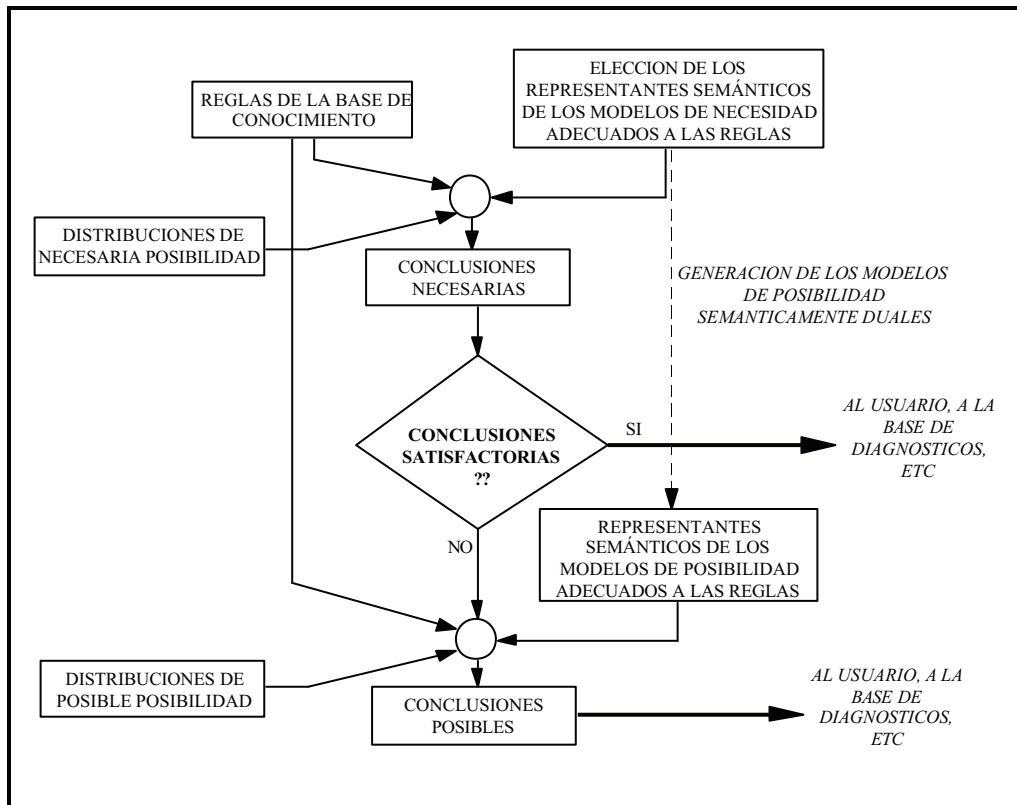 REGLAS DE LA BASE DE
CONOCIMIENTO
ELECCION DE LOS
REPRESENTANTES SEMÁNTICOS
DE LOS MODELOS DE NECESIDAD
ADECUADOS A LAS REGLAS
DISTRIBUCIONES DE
NECESARIA POSIBILIDAD
CONCLUSIONES
NECESARIAS
GENERACION DE LOS MODELOS
DE POSIBILIDAD
SEMANTICAMENTE DUALES
CONCLUSIONES
SATISFACTORIAS
??
SI
AL USUARIO, A LA
BASE DE
DIAGNOSTICOS,
ETC
NO
REPRESENTANTES
SEMÁNTICOS DE LOS
MODELOS DE POSIBILIDAD
ADECUADOS A LAS REGLAS
DISTRIBUCIONES DE
POSIBLE POSIBILIDAD
CONCLUSIONES
POSIBLES
AL USUARIO, A LA
BASE DE
DIAGNOSTICOS,
ETC